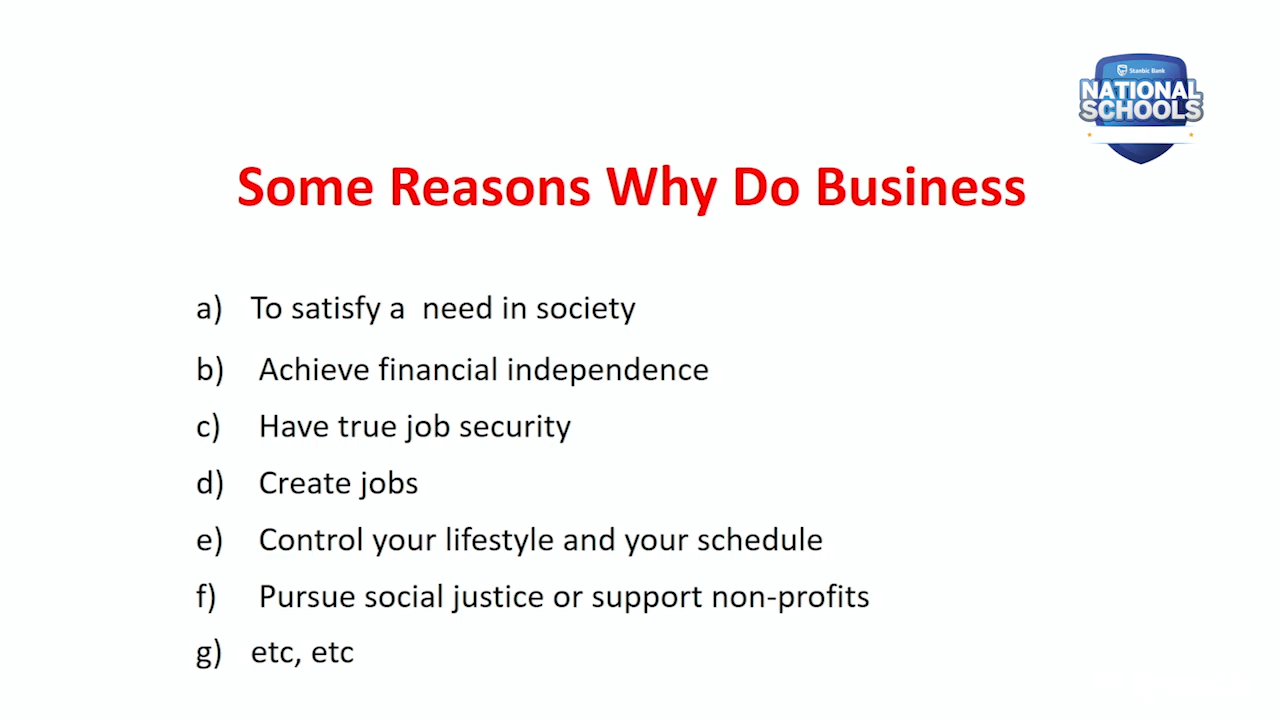 Stanbic Bank
NATIONAL
SCHOOLS
Some Reasons Why Do Business
a) To satisfy a need in society
b) Achieve financial independence
c) Have true job security
d) Create jobs
e) Control your lifestyle and your schedule
f) Pursue social justice or support non-profits
g) etc, etc